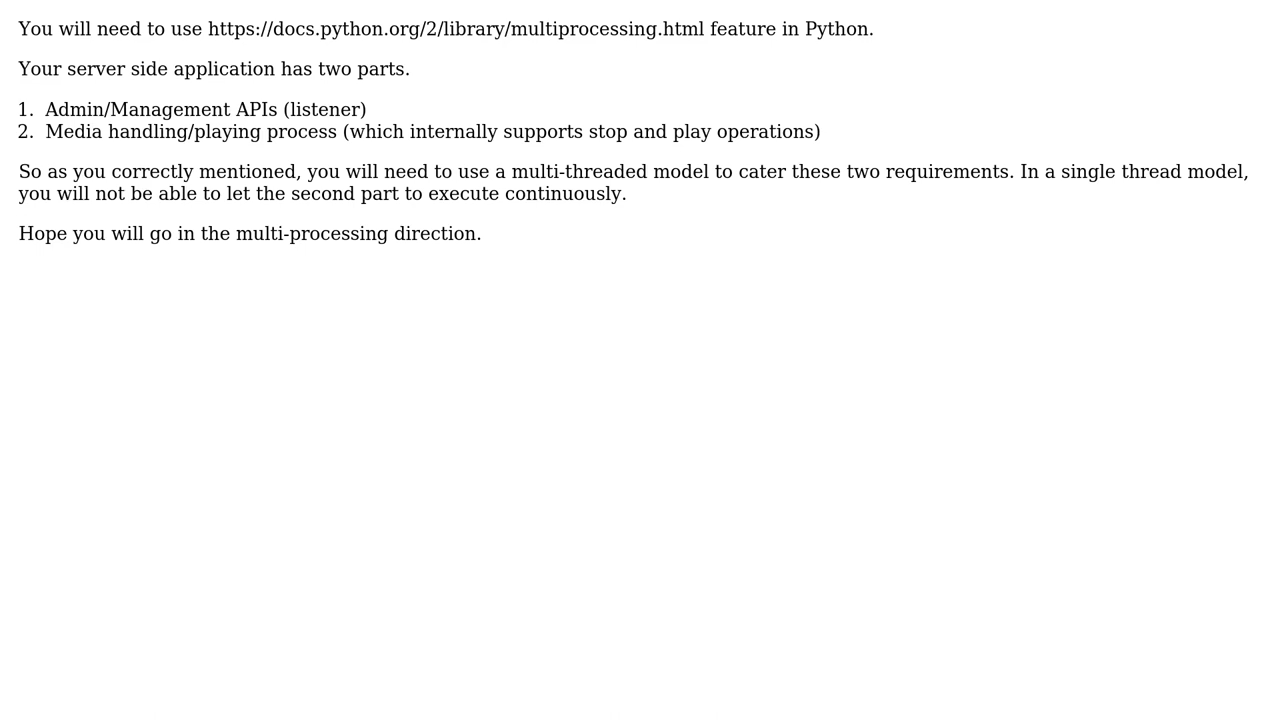 You will need to use https://docs.python.org/2/library/multiprocessing.html feature in Python.
Your server side application has two parts.
1. Admin/Management APIs (listener)
2. Media handling/playing process (which internally supports stop and play operations)
So as you correctly mentioned, you will need to use a multi-threaded model to cater these two requirements. In a single thread model,
you will not be able to let the second part to execute continuously.
Hope you will go in the multi-processing direction.